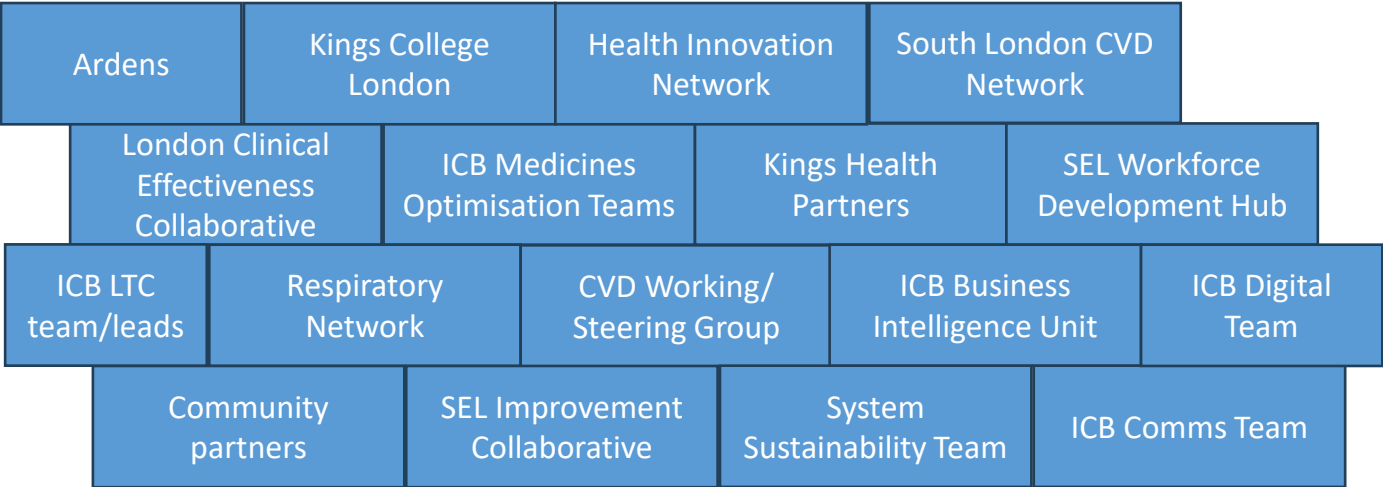 Ardens
Kings College
London
Health Innovation
Network
South London CVD
Network
London Clinical
Effectiveness
Collaborative
ICB Medicines
Optimisation Teams
Kings Health
Partners
SEL Workforce
Development Hub
ICB LTC
team/leads
Respiratory
Network
CVD Working/
Steering Group
ICB Business
Intelligence Unit
ICB Digital
Team
Community
partners
SEL Improvement
Collaborative
System
Sustainability Team
ICB Comms Team